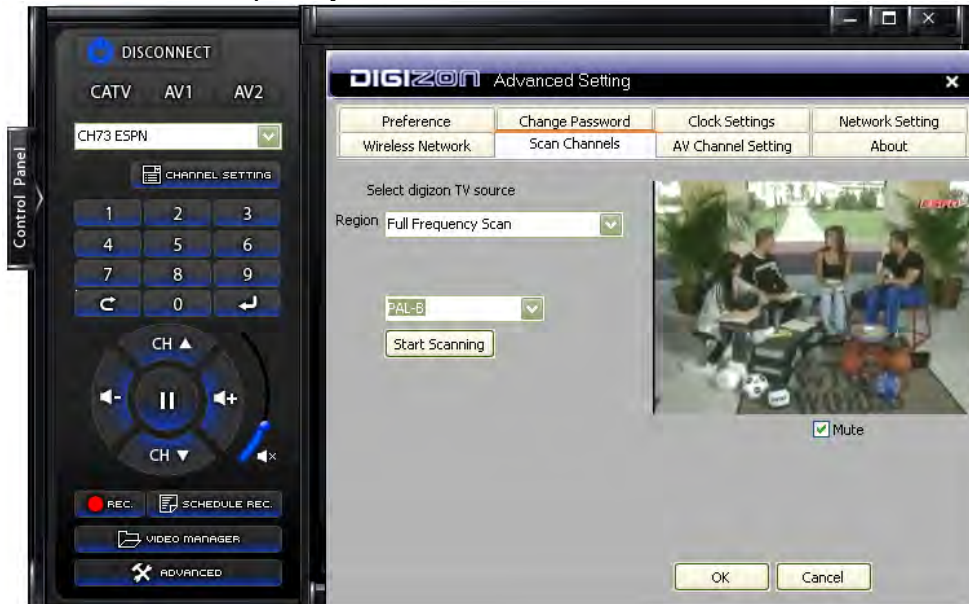 DISCONNECT
CATV AV1 AV2
CH73 ESPN
CHANNEL SETTING
1 2 3
4 5 6
7 8 9
0
CH ▲
CH ▼
REC. SCHEDULE REC.
VIDEO MANAGER
ADVANCED
Control Panel
DIGIZON Advanced Setting
Preference Change Password Clock Settings Network Setting
Wireless Network Scan Channels AV Channel Setting About
Select digizon TV source
Region Full Frequency Scan
PAL-B
Start Scanning
Mute
OK Cancel